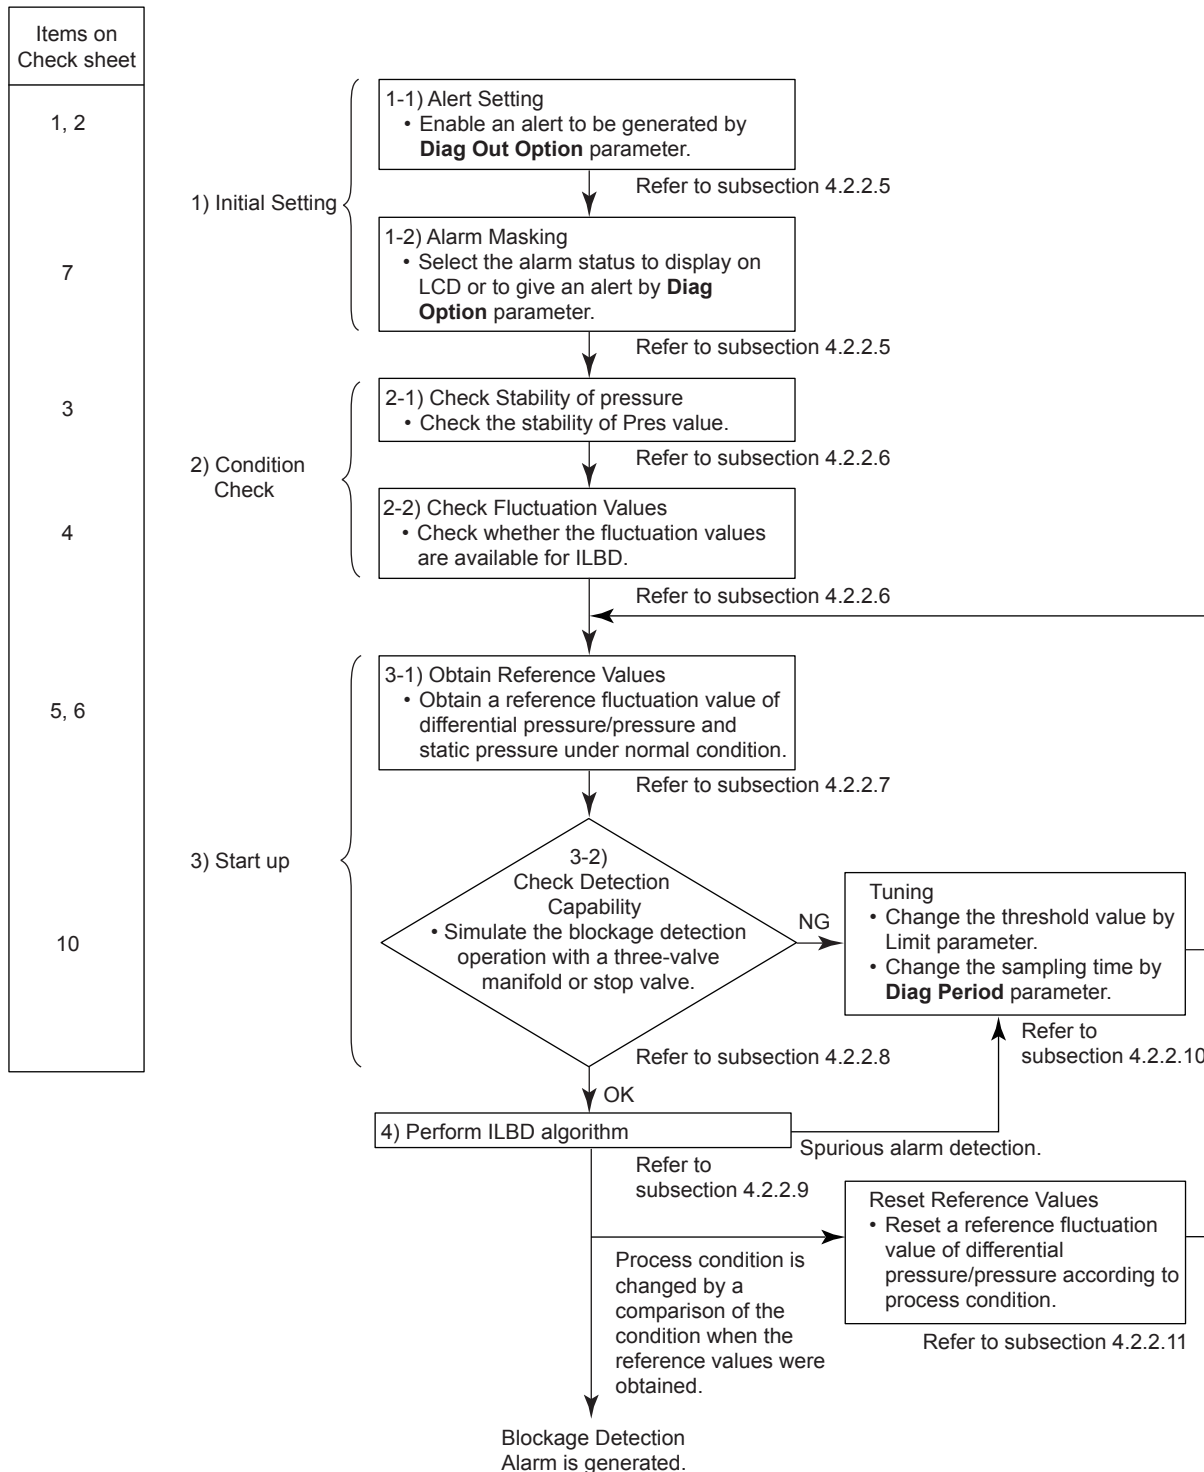 Items on
Check sheet
1, 2
7
3
4
5, 6
10
1) Initial Setting
1-1) Alert Setting
• Enable an alert to be generated by
Diag Out Option parameter.
Refer to subsection 4.2.2.5
1-2) Alarm Masking
• Select the alarm status to display on
LCD or to give an alert by Diag
Option parameter.
Refer to subsection 4.2.2.5
2) Condition
Check
2-1) Check Stability of pressure
• Check the stability of Pres value.
Refer to subsection 4.2.2.6
2-2) Check Fluctuation Values
• Check whether the fluctuation values
are available for ILBD.
Refer to subsection 4.2.2.6
3) Start up
3-1) Obtain Reference Values
• Obtain a reference fluctuation value of
differential pressure/pressure and
static pressure under normal condition.
Refer to subsection 4.2.2.7
3-2)
Check Detection
Capability
• Simulate the blockage detection
operation with a three-valve
manifold or stop valve.
NG
Refer to subsection 4.2.2.8
OK
Tuning
• Change the threshold value by
Limit parameter.
• Change the sampling time by
Diag Period parameter.
Refer to
subsection 4.2.2.10
4) Perform ILBD algorithm
Spurious alarm detection.
Refer to
subsection 4.2.2.9
Reset Reference Values
• Reset a reference fluctuation
value of differential
pressure/pressure according to
process condition.
Refer to subsection 4.2.2.11
Process condition is
changed by a
comparison of the
condition when the
reference values were
obtained.
Blockage Detection
Alarm is generated.